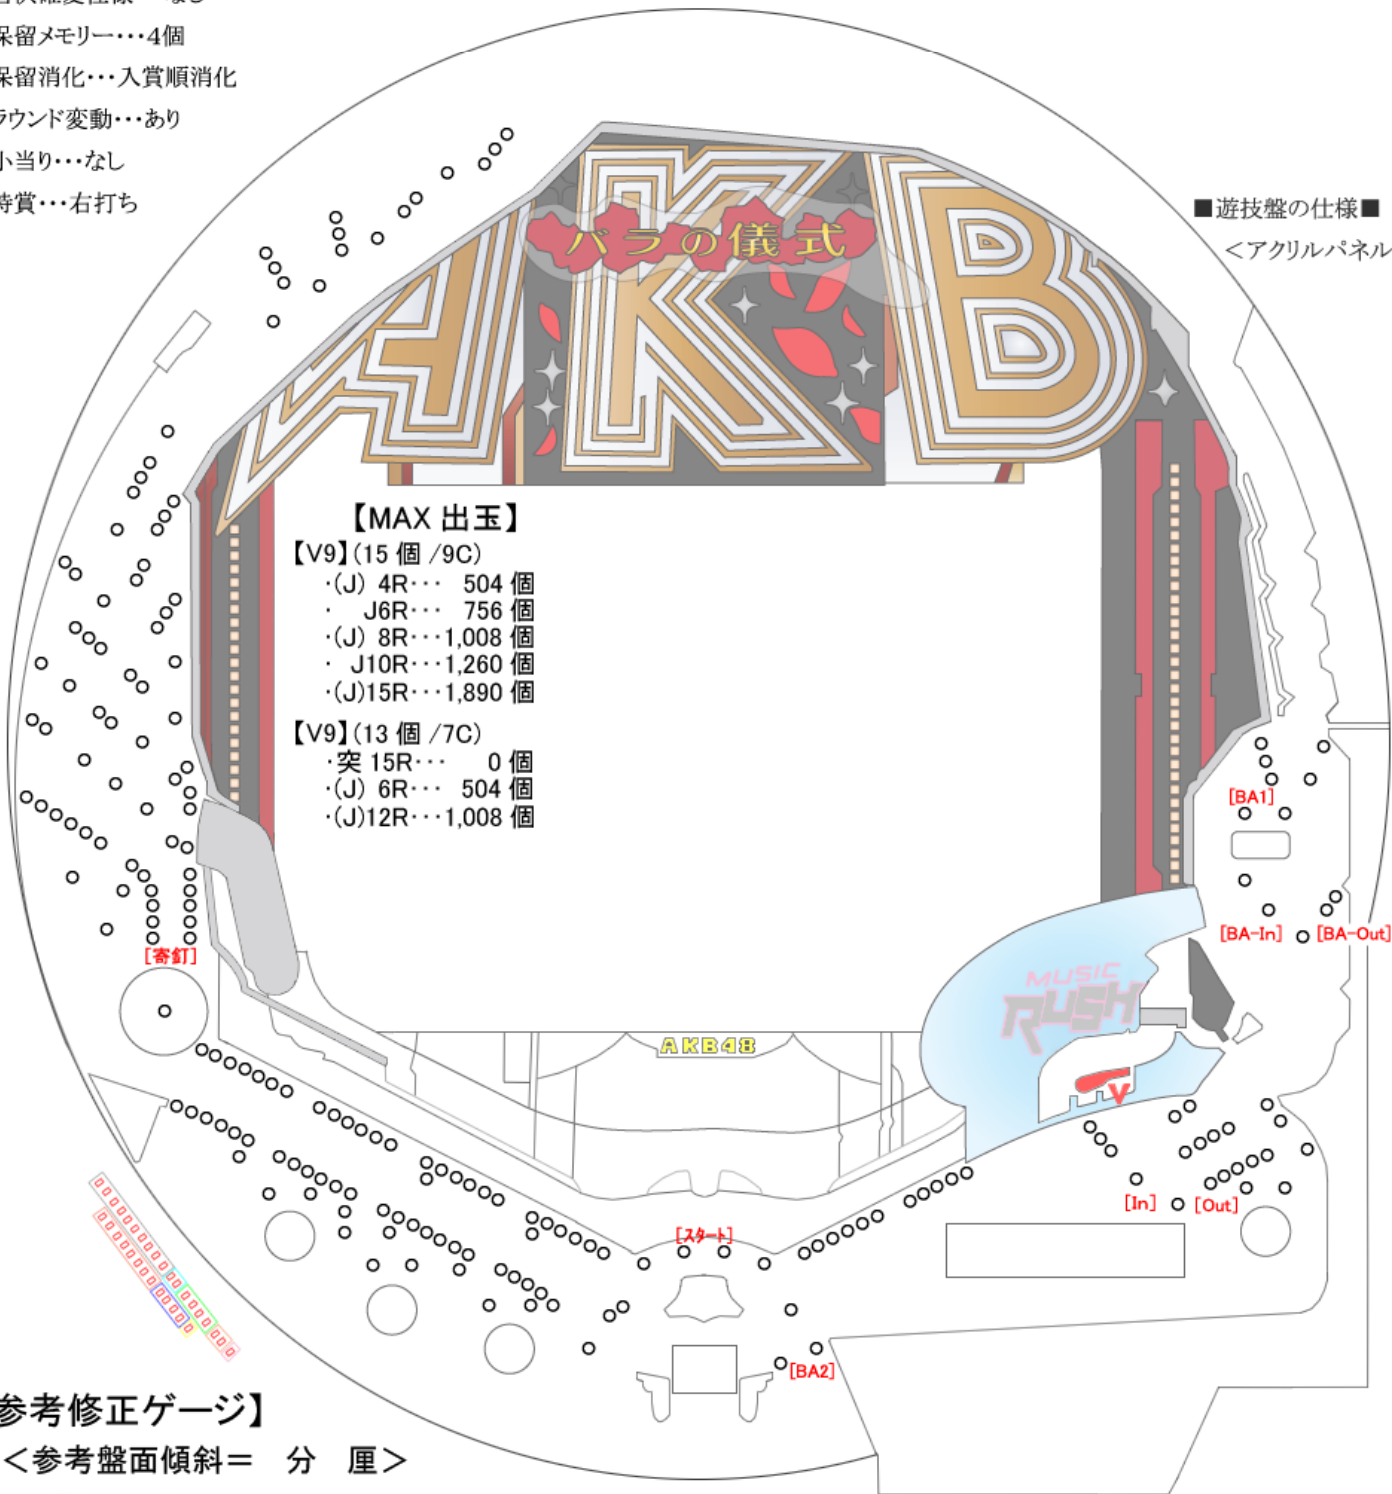 保留メモリー・・・4個
保留消化・・・入賞順消化
ラウンド変動・・・あり
小当り・・・なし
特賞・・・右打ち
■遊技盤の仕様■
＜アクリルパネル
AKB
バラの儀式
【MAX 出玉】
【V9】(15 個 /9C)
・(J) 4R・・・ 504 個
・ J6R・・・ 756 個
・(J) 8R・・・1,008 個
・ J10R・・・1,260 個
・(J)15R・・・1,890 個
【V9】(13 個 /7C)
・突 15R・・・ 0 個
・(J) 6R・・・ 504 個
・(J)12R・・・1,008 個
[BA1]
[BA-In]
[BA-Out]
[寄釘]
MUSIC
RUSH
AKB48
V
[In]
[Out]
[スタート]
[BA2]
参考修正ゲージ】
＜参考盤面傾斜＝ 分 厘＞